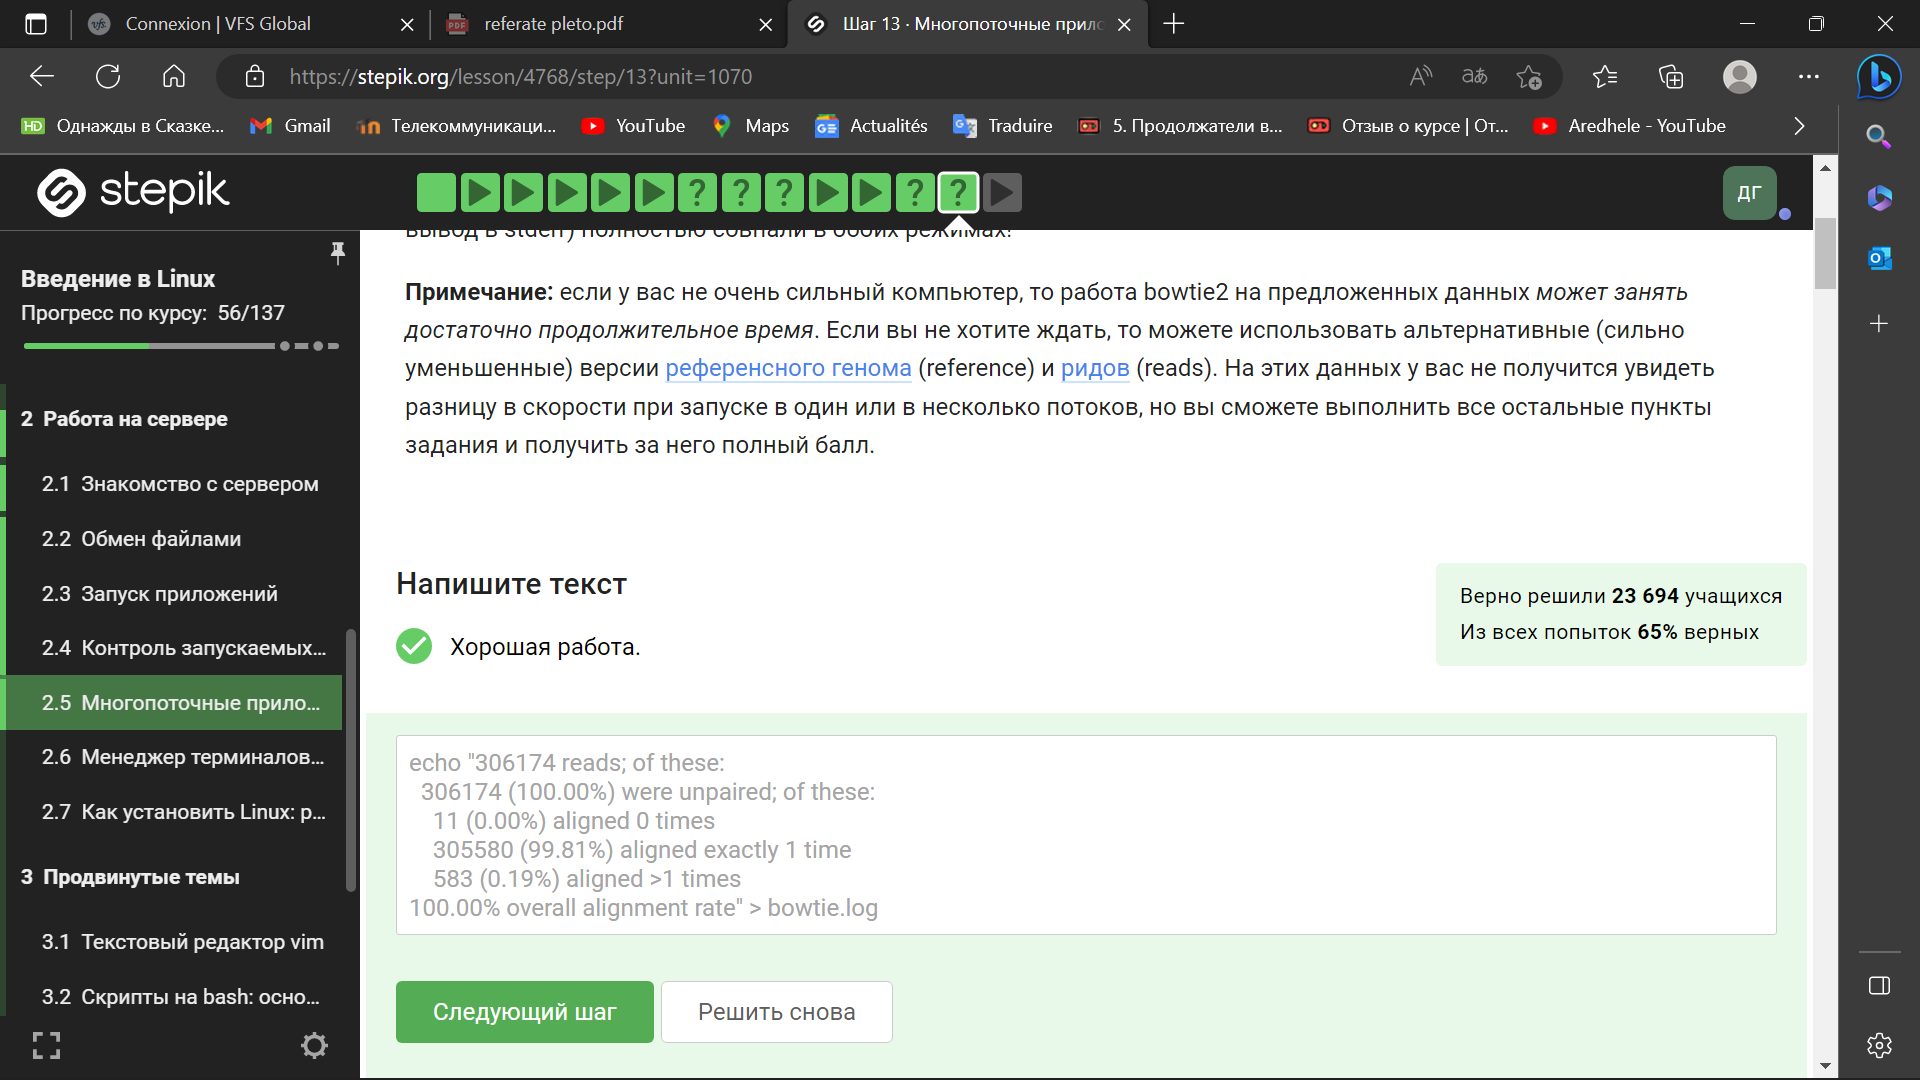 Connexion | VFS Global
referate pleto.pdf
Шаг 13 · Многопоточные прил
https://stepik.org/lesson/4768/step/13?unit=1070
Однажды в Сказке...
Gmail
Телекоммуникаци...
YouTube
Maps
Actualités
Traduire
5. Продолжатели в...
Отзыв о курсе | От...
Aredhele - YouTube
stepik
ДГ
Введение в Linux
Прогресс по курсу: 56/137
2 Работа на сервере
2.1 Знакомство с сервером
2.2 Обмен файлами
2.3 Запуск приложений
2.4 Контроль запускаемых...
2.5 Многопоточные прило...
2.6 Менеджер терминалов...
2.7 Как установить Linux: р...
3 Продвинутые темы
3.1 Текстовый редактор vim
3.2 Скрипты на bash: осно...
вывод в stderr) полностью совпали в обоих режимах!
Примечание: если у вас не очень сильный компьютер, то работа bowtie2 на предложенных данных может занять
достаточно продолжительное время. Если вы не хотите ждать, то можете использовать альтернативные (сильно
уменьшенные) версии референсного генома (reference) и ридов (reads). На этих данных у вас не получится увидеть
разницу в скорости при запуске в один или в несколько потоков, но вы сможете выполнить все остальные пункты
задания и получить за него полный балл.
Напишите текст
Хорошая работа.
Верно решили 23 694 учащихся
Из всех попыток 65% верных
echo "306174 reads; of these:
306174 (100.00%) were unpaired; of these:
11 (0.00%) aligned 0 times
305580 (99.81%) aligned exactly 1 time
583 (0.19%) aligned >1 times
100.00% overall alignment rate" > bowtie.log
Следующий шаг
Решить снова